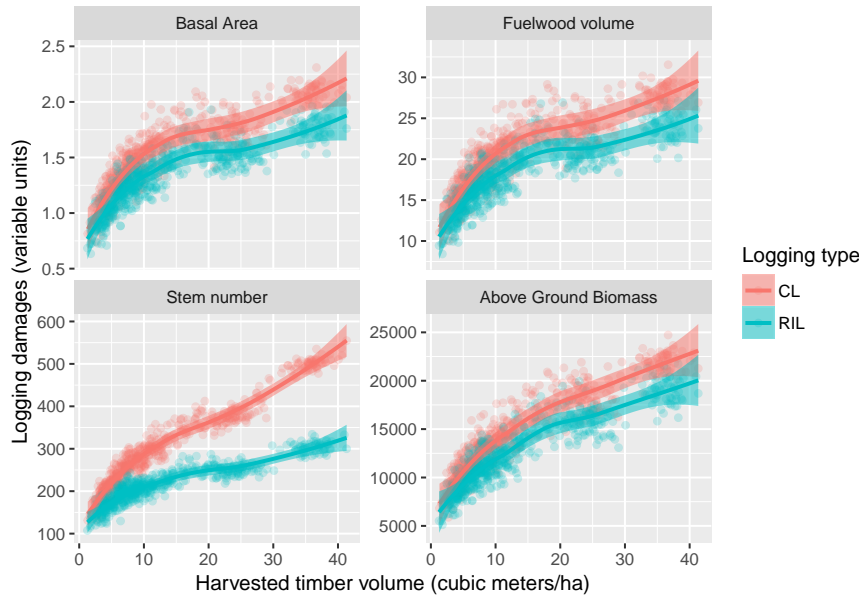 Basal Area
Fuelwood volume
2.5
2.0
1.5
1.0
0.5
30
25
20
15
10
Stem number
Above Ground Biomass
600
500
400
300
200
100
25000
20000
15000
10000
5000
0 10 20 30 40
0 10 20 30 40
Harvested timber volume (cubic meters/ha)
Logging damages (variable units)
Logging type
CL
RIL